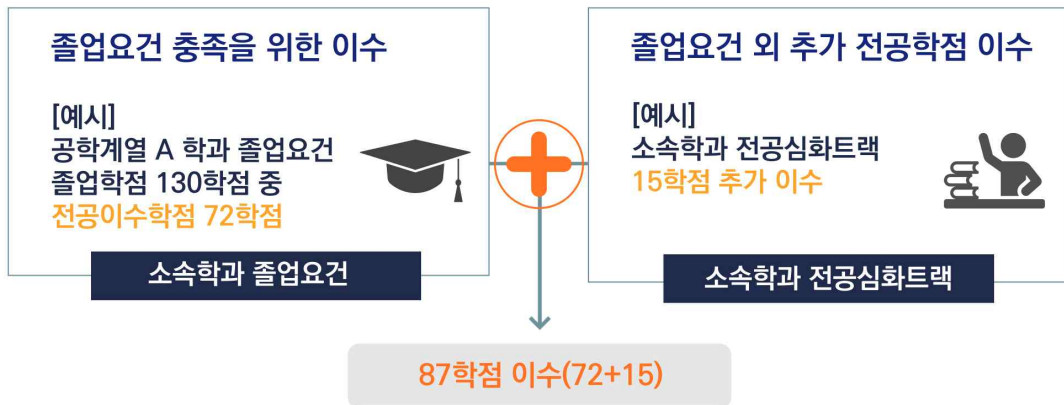 졸업요건 충족을 위한 이수
[예시]
공학계열 A 학과 졸업요건
졸업학점 130학점 중
전공이수학점 72학점
소속학과 졸업요건
졸업요건 외 추가 전공학점 이수
[예시]
소속학과 전공심화트랙
15학점 추가 이수
소속학과 전공심화트랙
87학점 이수(72+15)